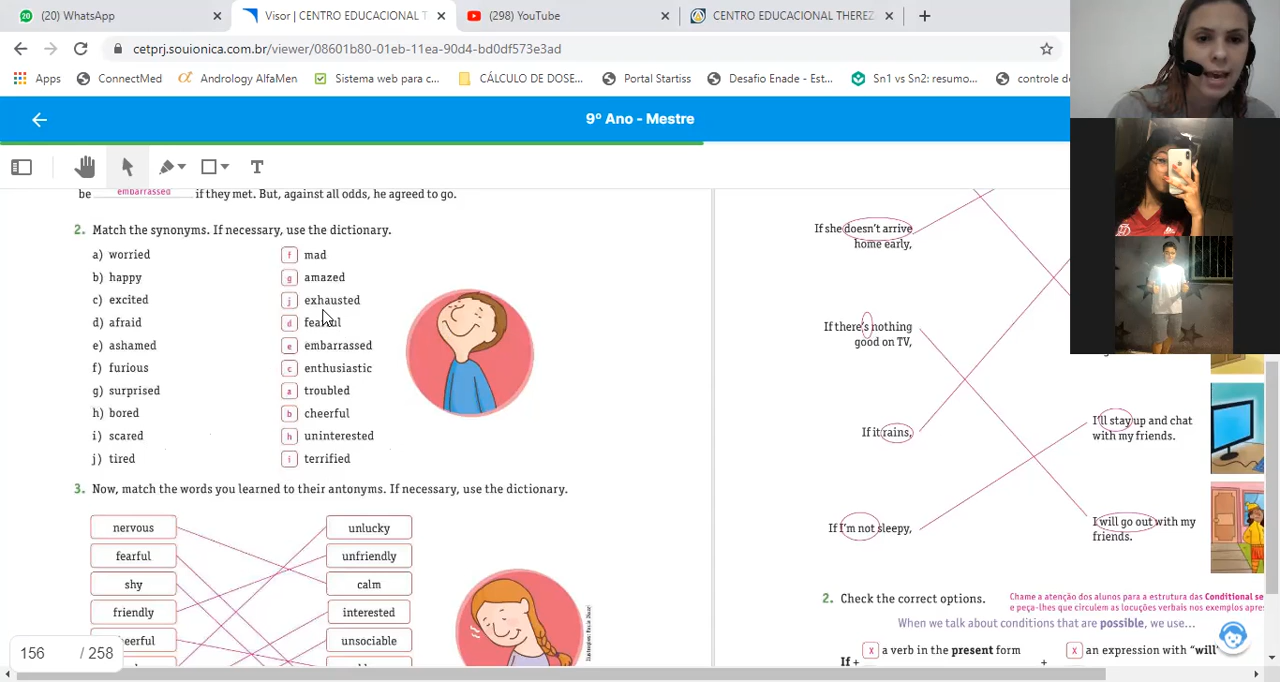 (20) WhatsApp
Visor | CENTRO EDUCACIONAL T
(298) YouTube
CENTRO EDUCACIONAL THEREZ
cetprj.souionica.com.br/viewer/08601b80-01eb-11ea-90d4-bd0df573e3ad
Apps
ConnectMed
Andrology AlfaMen
Sistema web para c...
CÁLCULO DE DOSE...
Portal Startiss
Desafio Enade - Est...
Sn1 vs Sn2: resumo...
controle de
9º Ano - Mestre
be embarrassed if they met. But, against all odds, he agreed to go.
2. Match the synonyms. If necessary, use the dictionary.
a) worried
b) happy
c) excited
d) afraid
e) ashamed
f) furious
g) surprised
h) bored
i) scared
j) tired
f mad
g amazed
j exhausted
d fearful
e embarrassed
c enthusiastic
a troubled
b cheerful
h uninterested
i terrified
3. Now, match the words you learned to their antonyms. If necessary, use the dictionary.
nervous
fearful
shy
friendly
unlucky
unfriendly
calm
interested
unsociable
156 / 258
If she doesn't arrive
home early,
If there's nothing
good on TV,
If it rains,
If I'm not sleepy,
I'll stay up and chat
with my friends.
I will go out with my
friends.
2. Check the correct options.
Chame a atenção dos alunos para a estrutura das Conditional se
e peça-lhes que circulem as locuções verbais nos exemplos
When we talk about conditions that are possible, we use...
If +
x a verb in the present form
+
x an expression with "will"